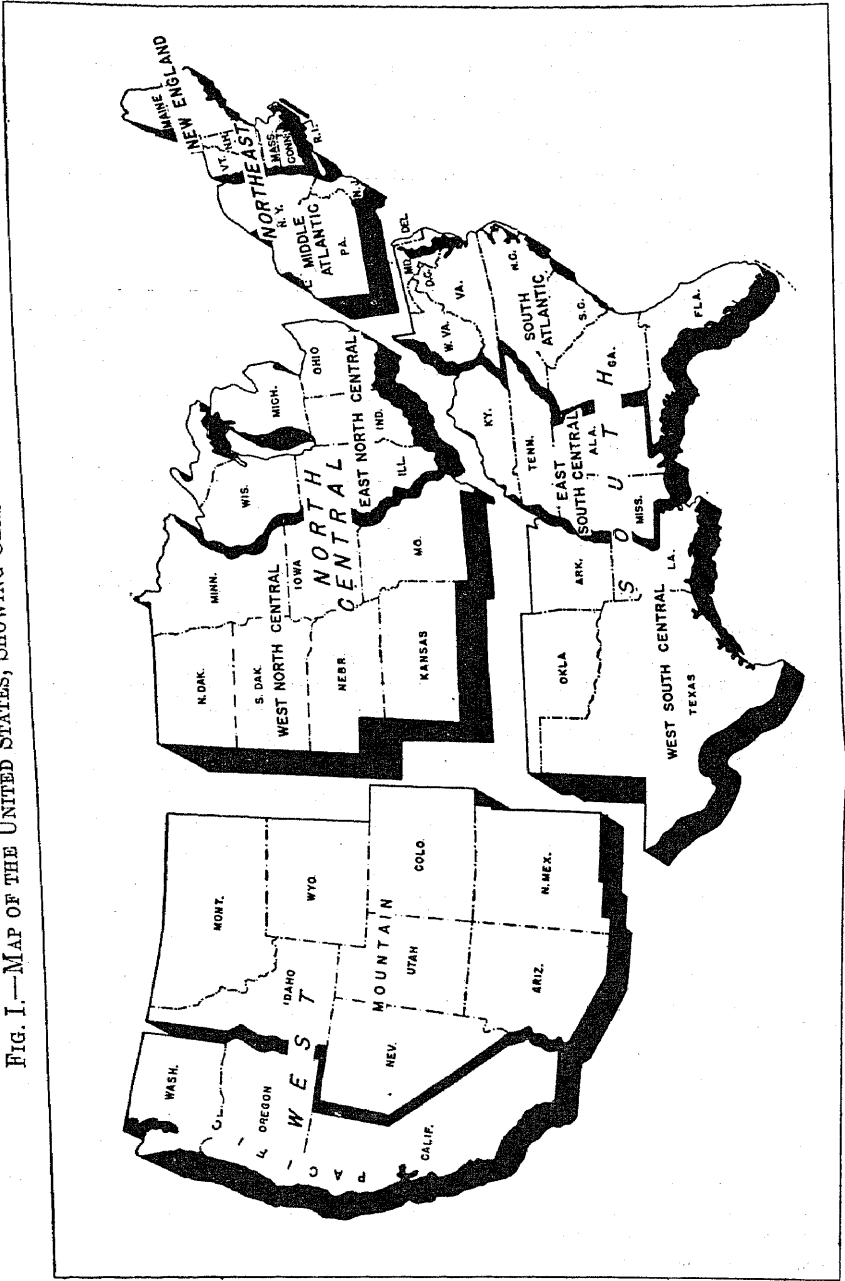 FIG. I.—MAP OF THE UNITED STATES, SHOWING
WASH.
OREGON
PACIFIC
CALIF.
WEST
MONT.
IDAHO
WYO.
MOUNTAIN
NEV.
UTAH
COLO.
ARIZ.
N. MEX.
N. DAK.
MINN.
S. DAK.
WEST NORTH CENTRAL
NEBR.
IOWA
KANSAS
MO.
NORTH
CENTRAL
WIS.
MICH.
EAST NORTH CENTRAL
ILL.
IND.
OHIO
OKLA
ARK.
WEST SOUTH CENTRAL
TEXAS
LA.
SOUTH
KY.
TENN.
EAST
SOUTH CENTRAL
MISS.
ALA.
W. VA.
MD.
D.C.
DEL.
VA.
N.C.
SOUTH
ATLANTIC
S.C.
GA.
FLA.
NORTHEAST
N. Y.
MIDDLE
ATLANTIC
PA.
N.J.
MAINE
NEW ENGLAND
VT.
N.H.
MASS.
CONN.
R.I.